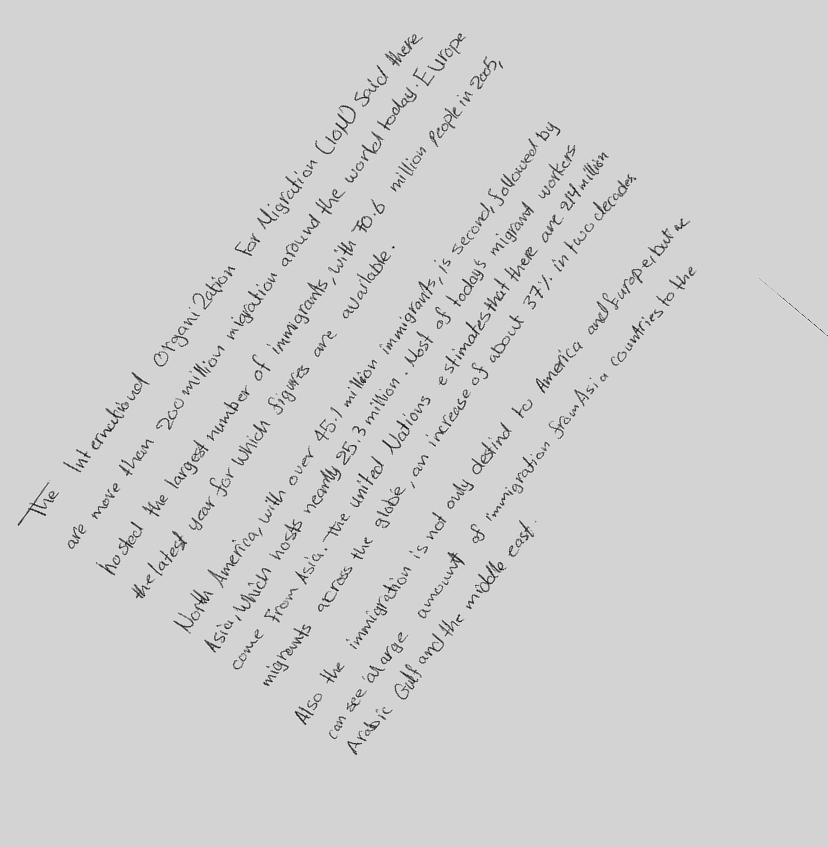 The International Organization For Migration (IOM) said there
are more than 200 million migration around the world today. Europe
hosted the largest number of immigrants, with 70.6 million people in 2005,
the latest year for which figures are available.
North America, with over 45.1 million immigrants, is second, followed by
Asia, which hosts nearly 25.3 million. Most of today's migrant workers
come from Asia. The united Nations estimates that there are 214 million
migrants across the globe, an increase of about 37% in two decades.
Also the immigration is not only destind to America and Europe, but we
can see a large amount of immigration from Asia countries to the
Arabic Gulf and the middle east.